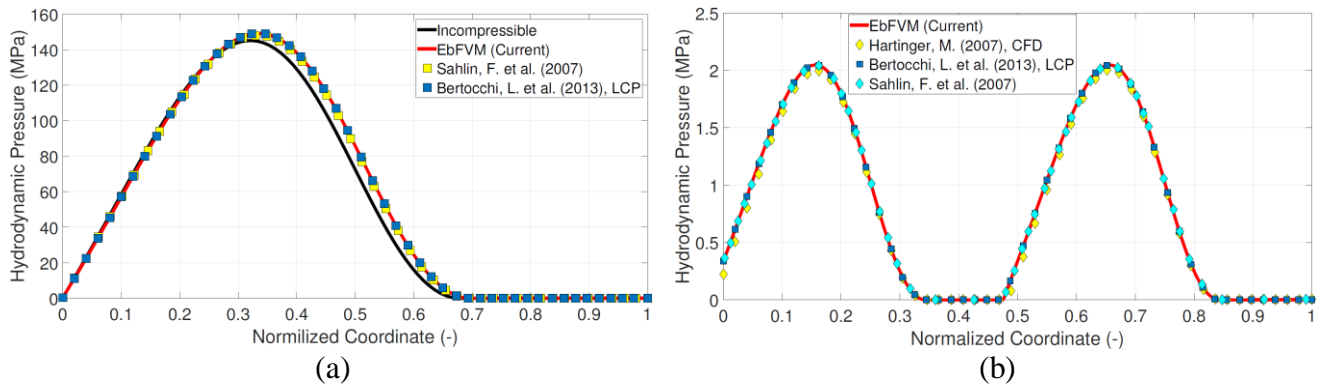 160
140
120
100
80
60
40
20
0
Hydrodynamic Pressure (MPa)
Incompressible
EbFVM (Current)
Sahlin, F. et al. (2007)
Bertocchi, L. et al. (2013), LCP
0 0.1 0.2 0.3 0.4 0.5 0.6 0.7 0.8 0.9 1
Normilized Coordinate (-)
(a)
2.5
2
1.5
1
0.5
0
Hydrodynamic Pressure (MPa)
EbFVM (Current)
Hartinger, M. (2007), CFD
Bertocchi, L. et al. (2013), LCP
Sahlin, F. et al. (2007)
0 0.1 0.2 0.3 0.4 0.5 0.6 0.7 0.8 0.9 1
Normalized Coordinate (-)
(b)